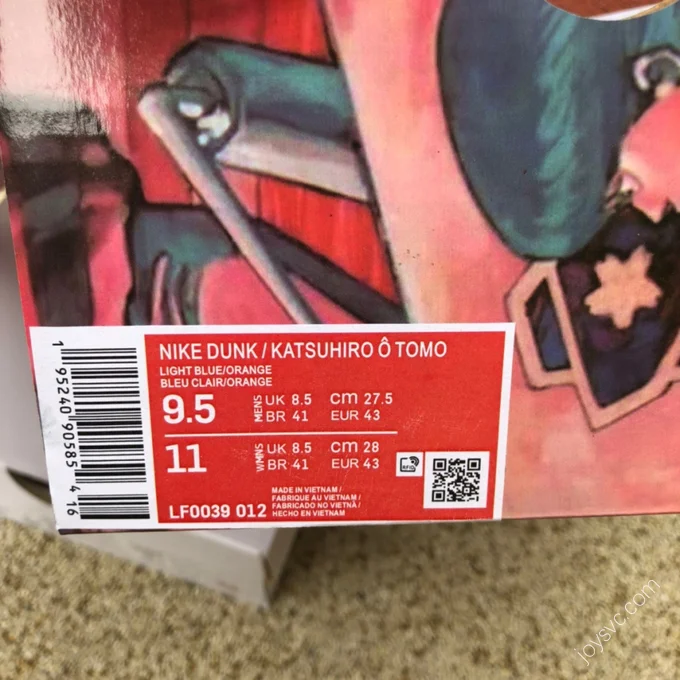 NIKE DUNK / KATSUHIRO Ô TOMO
LIGHT BLUE/ORANGE
BLEU CLAIR/ORANGE
9.5 MENS UK 8.5 CM 27.5
BR 41 EUR 43
11 WMNS UK 8.5 CM 28
BR 41 EUR 43
RFID
LF0039 012
MADE IN VIETNAM /
FABRIQUE AU VIETNAM /
FABRICADO NO VIETNÃ /
HECHO EN VIETNAM
1 95240 90585 4 16
joysvc.com